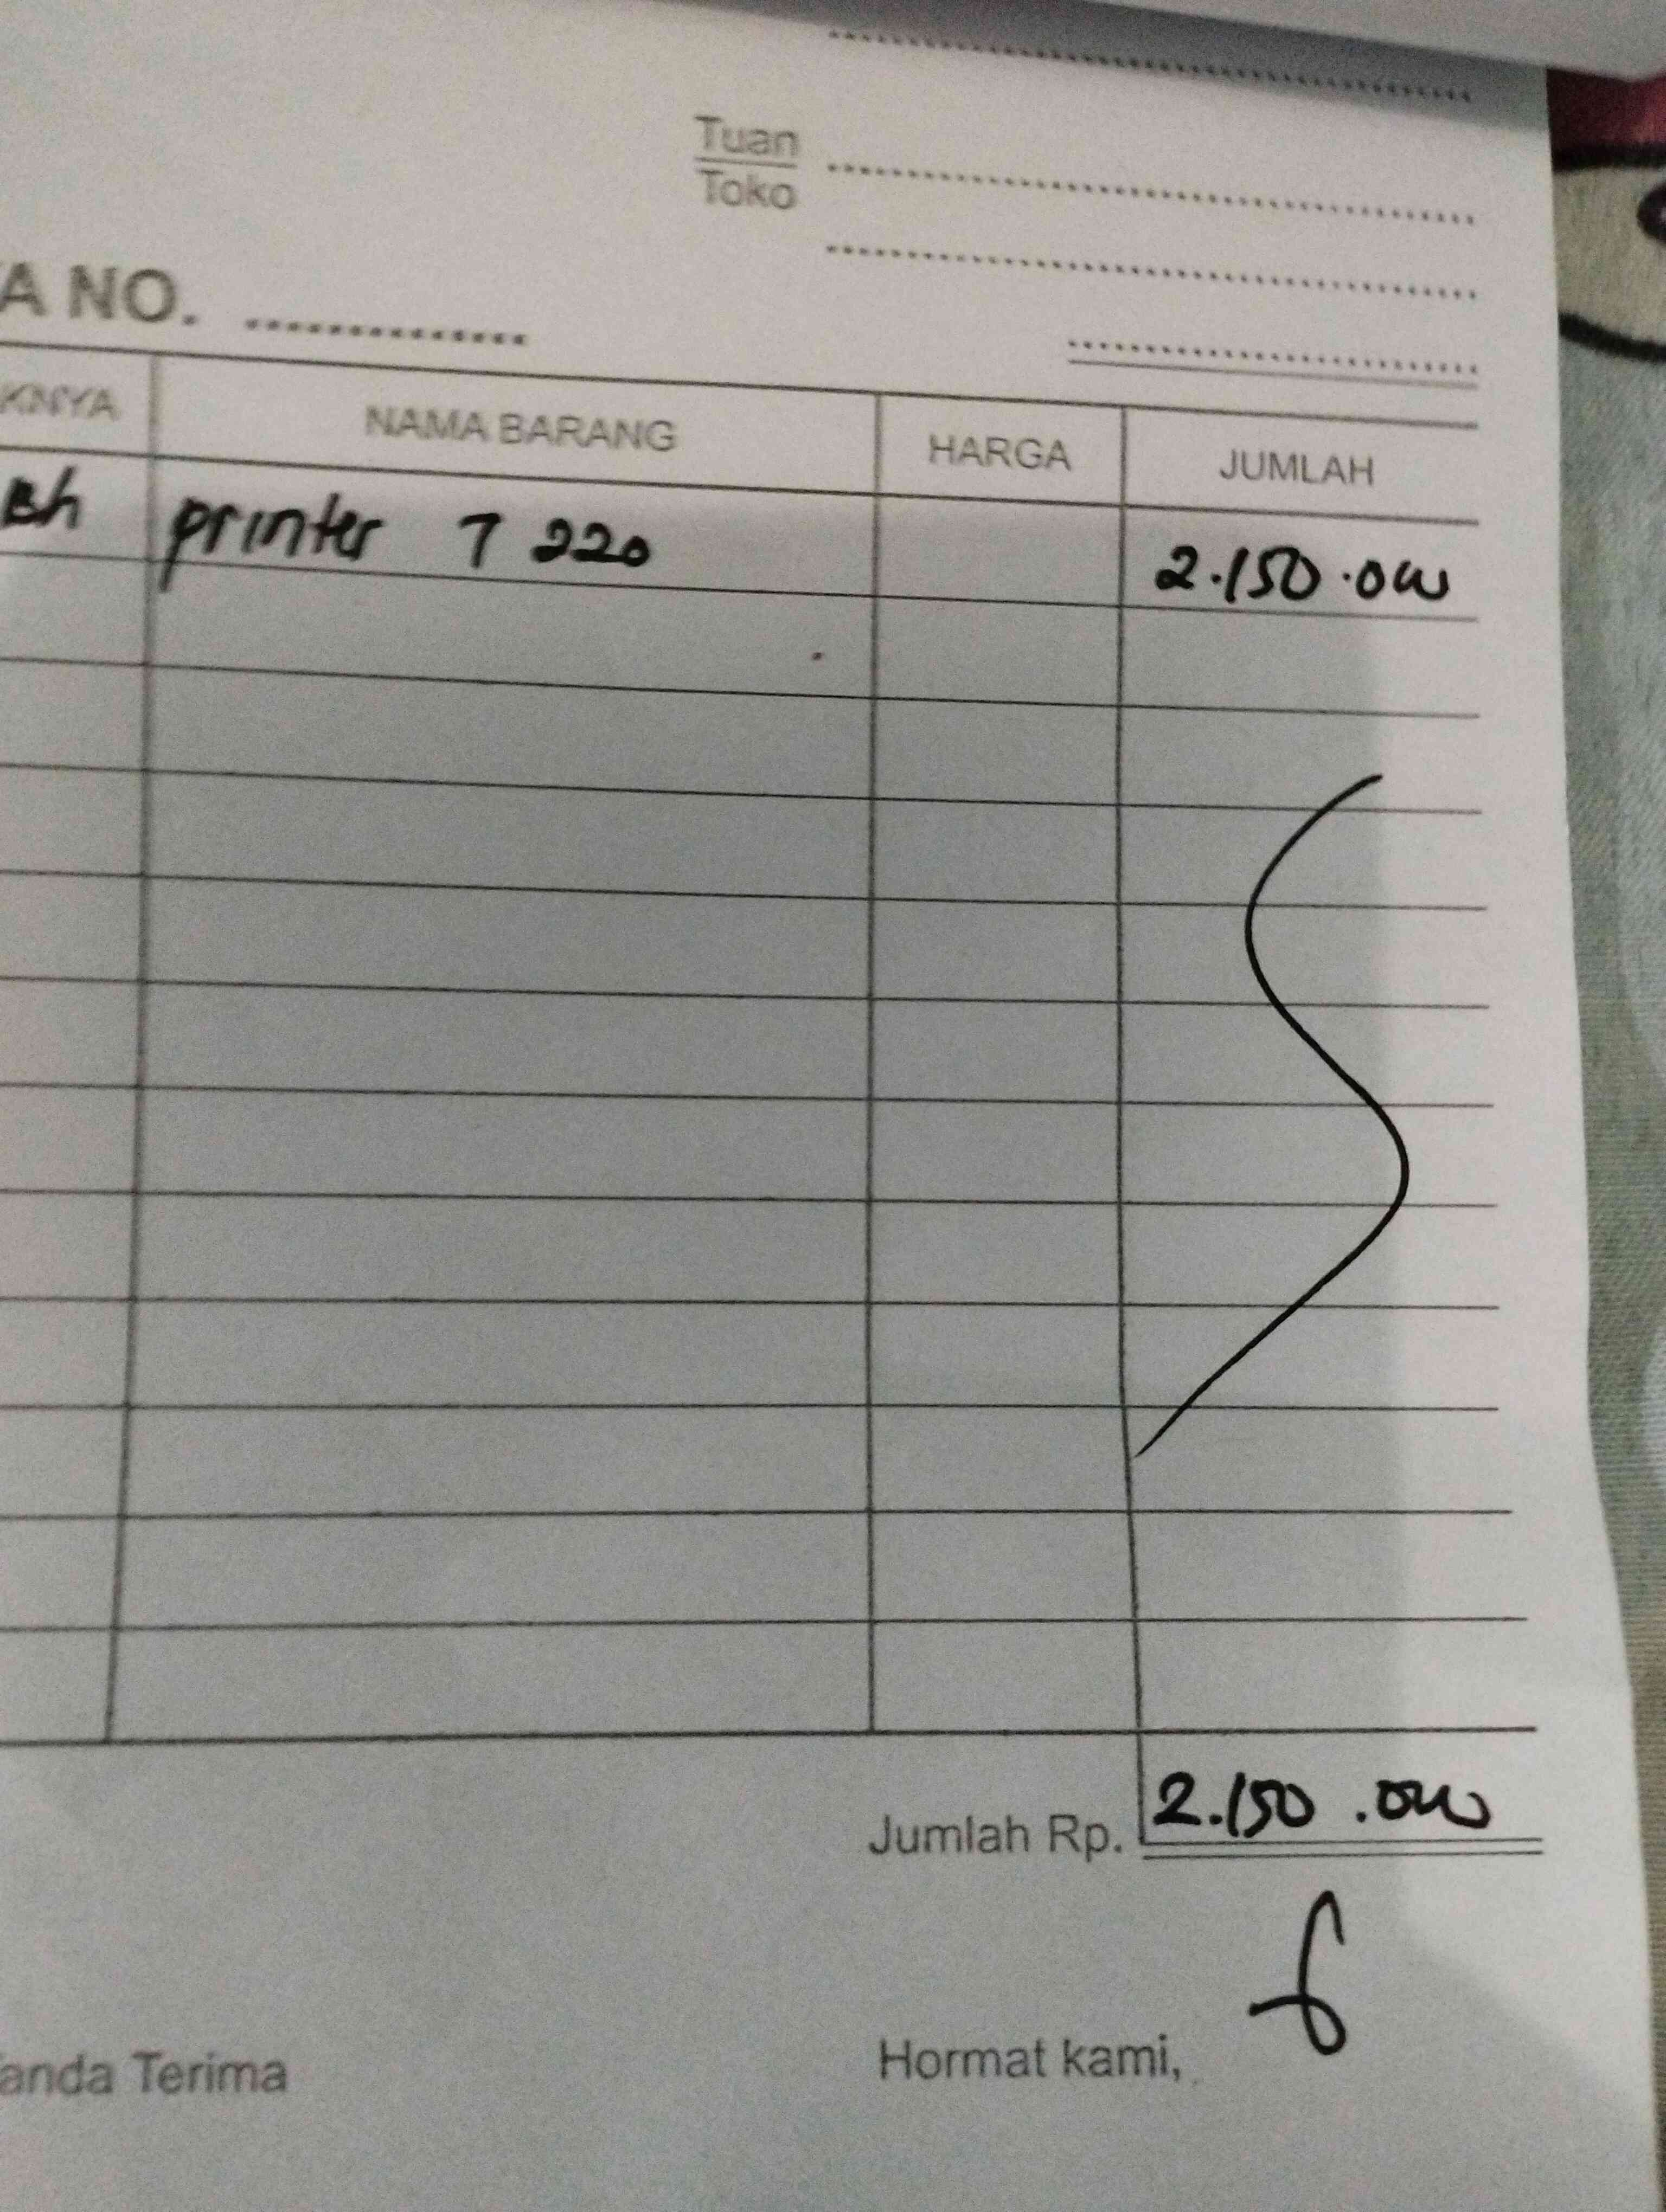 Tuan
Toko
A NO. ..............
KNYA NAMA BARANG HARGA JUMLAH
Bh printer T 220 2.150.000
Jumlah Rp. 2.150.000
anda Terima Hormat kami,